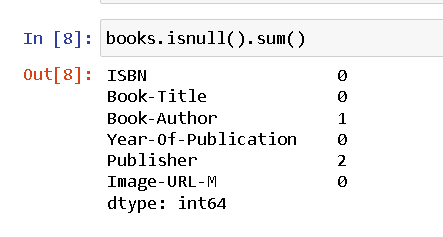 In [8]: books.isnull().sum()
Out[8]: ISBN 0
Book-Title 0
Book-Author 1
Year-Of-Publication 0
Publisher 2
Image-URL-M 0
dtype: int64